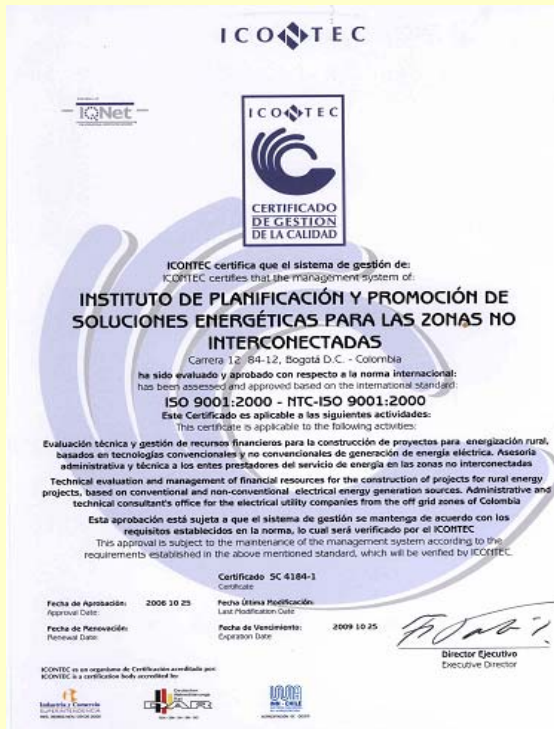 ICONTEC
IQNet
ICONTEC
CERTIFICADO
DE GESTION
DE LA CALIDAD
ICONTEC certifica que el sistema de gestión de:
ICONTEC certifies that the management system of:
INSTITUTO DE PLANIFICACIÓN Y PROMOCIÓN DE
SOLUCIONES ENERGÉTICAS PARA LAS ZONAS NO
INTERCONECTADAS
Carrera 12 84-12, Bogotá D.C. - Colombia
ha sido evaluado y aprobado con respecto a la norma internacional:
has been assessed and approved based on the international standard:
ISO 9001:2000 - NTC-ISO 9001:2000
Este Certificado es aplicable a las siguientes actividades:
This certificate is applicable to the following activities:
Evaluación técnica y gestión de recursos financieros para la construcción de proyectos para energización rural,
basados en tecnologías convencionales y no convencionales de generación de energía eléctrica. Asesoria
administrativa y técnica a los entes prestadores del servicio de energía en las zonas no interconectadas
Technical evaluation and management of financial resources for the construction of projects for rural energy
projects, based on conventional and non-conventional electrical energy generation sources. Administrative and
technical consultant's office for the electrical utility companies from the off grid zones of Colombia
Esta aprobación está sujeta a que el sistema de gestión se mantenga de acuerdo con los
requisitos establecidos en la norma, lo cual será verificado por el ICONTEC
This approval is subject to the maintenance of the management system according to the
requirements established in the above mentioned standard, which will be verified by ICONTEC
Certificado SC 4184-1
Certificate
Fecha de Aprobación: 2006 10 25 Fecha Última Modificación:
Approval Date: Last Modification Date
Fecha de Renovación: Fecha de Vencimiento: 2009 10 25
Renewal Date: Expiration Date
Director Ejecutivo
Executive Director
ICONTEC es un organismo de Certificación acreditado por:
ICONTEC is a certification body accredited by:
Industria y Comercio
SUPERINTENDENCIA
DAR
INN - CHILE